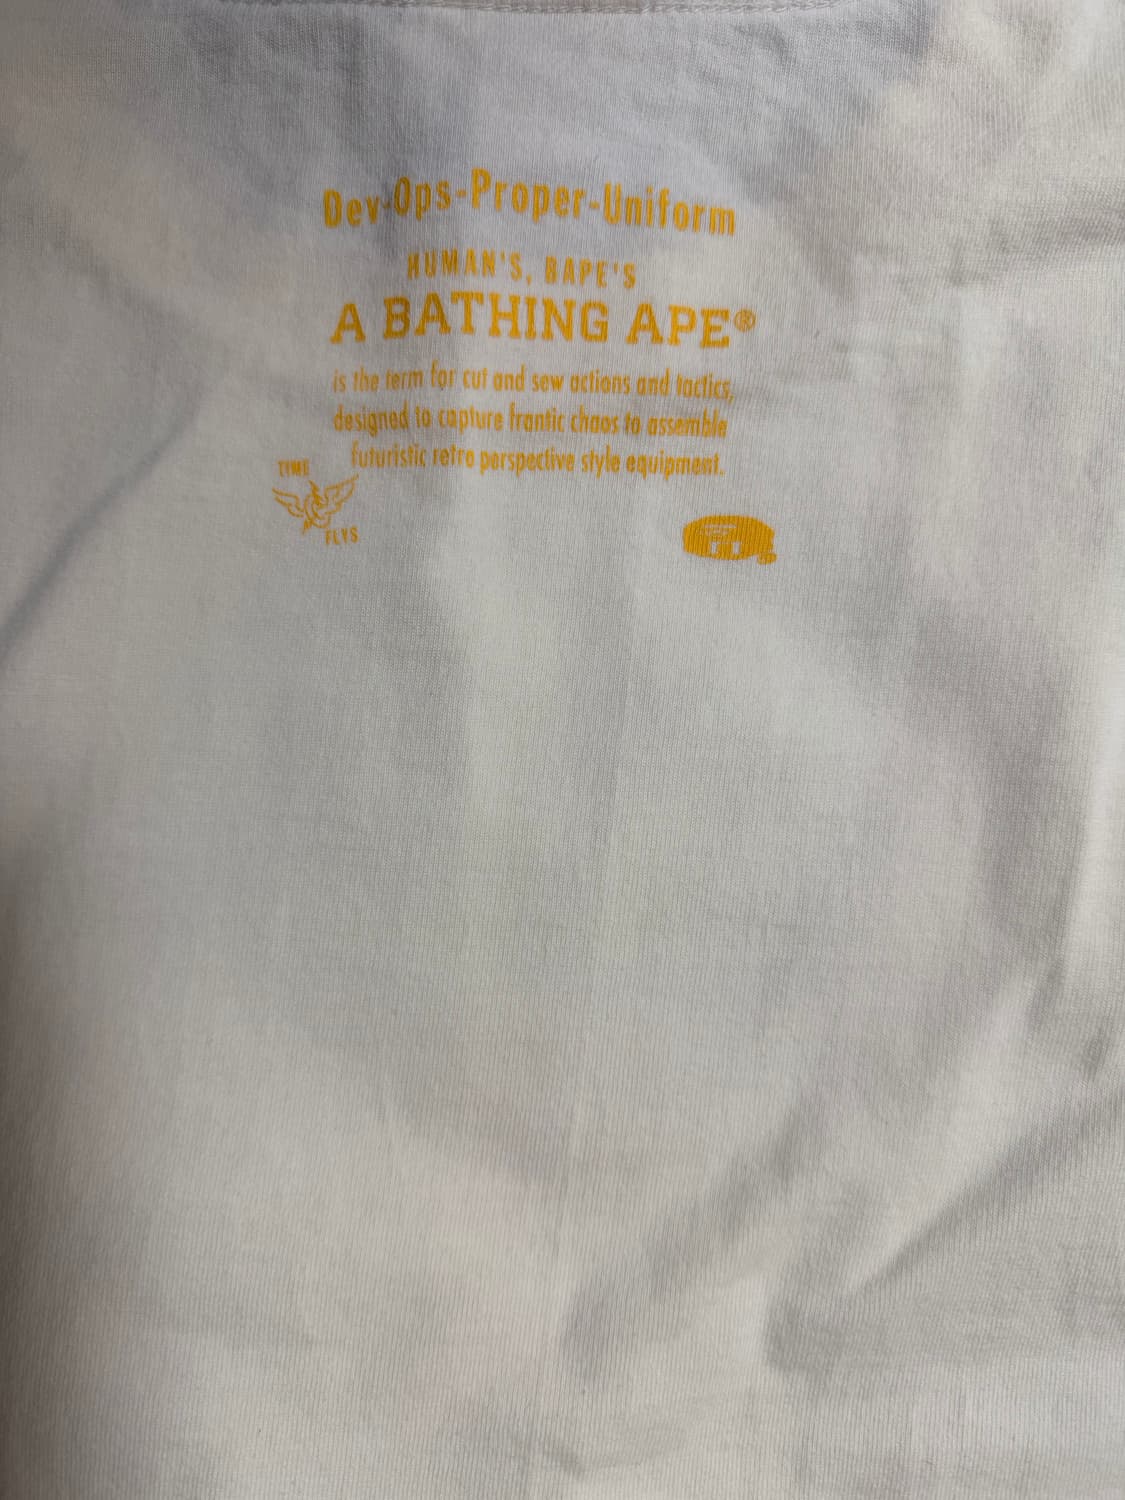 Dev-Ops-Proper-Uniform
HUMAN'S, BAPE'S
A BATHING APE®
is the term for cut and sew actions and tactics,
designed to capture frantic chaos to assemble
futuristic retro perspective style equipment.
TYME
FLYS